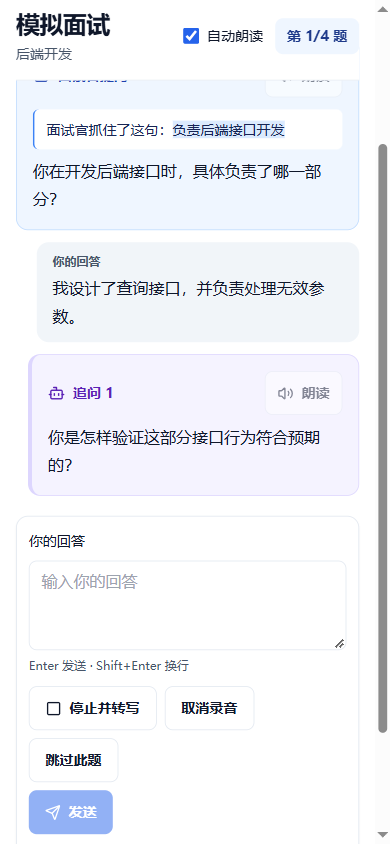 模拟面试
后端开发
自动朗读
第 1/4 题
面试官抓住了这句：负责后端接口开发
你在开发后端接口时，具体负责了哪一部
分？
你的回答
我设计了查询接口，并负责处理无效参
数。
追问 1
朗读
你是怎样验证这部分接口行为符合预期
的？
你的回答
输入你的回答
Enter 发送 · Shift+Enter 换行
停止并转写
取消录音
跳过此题
发送